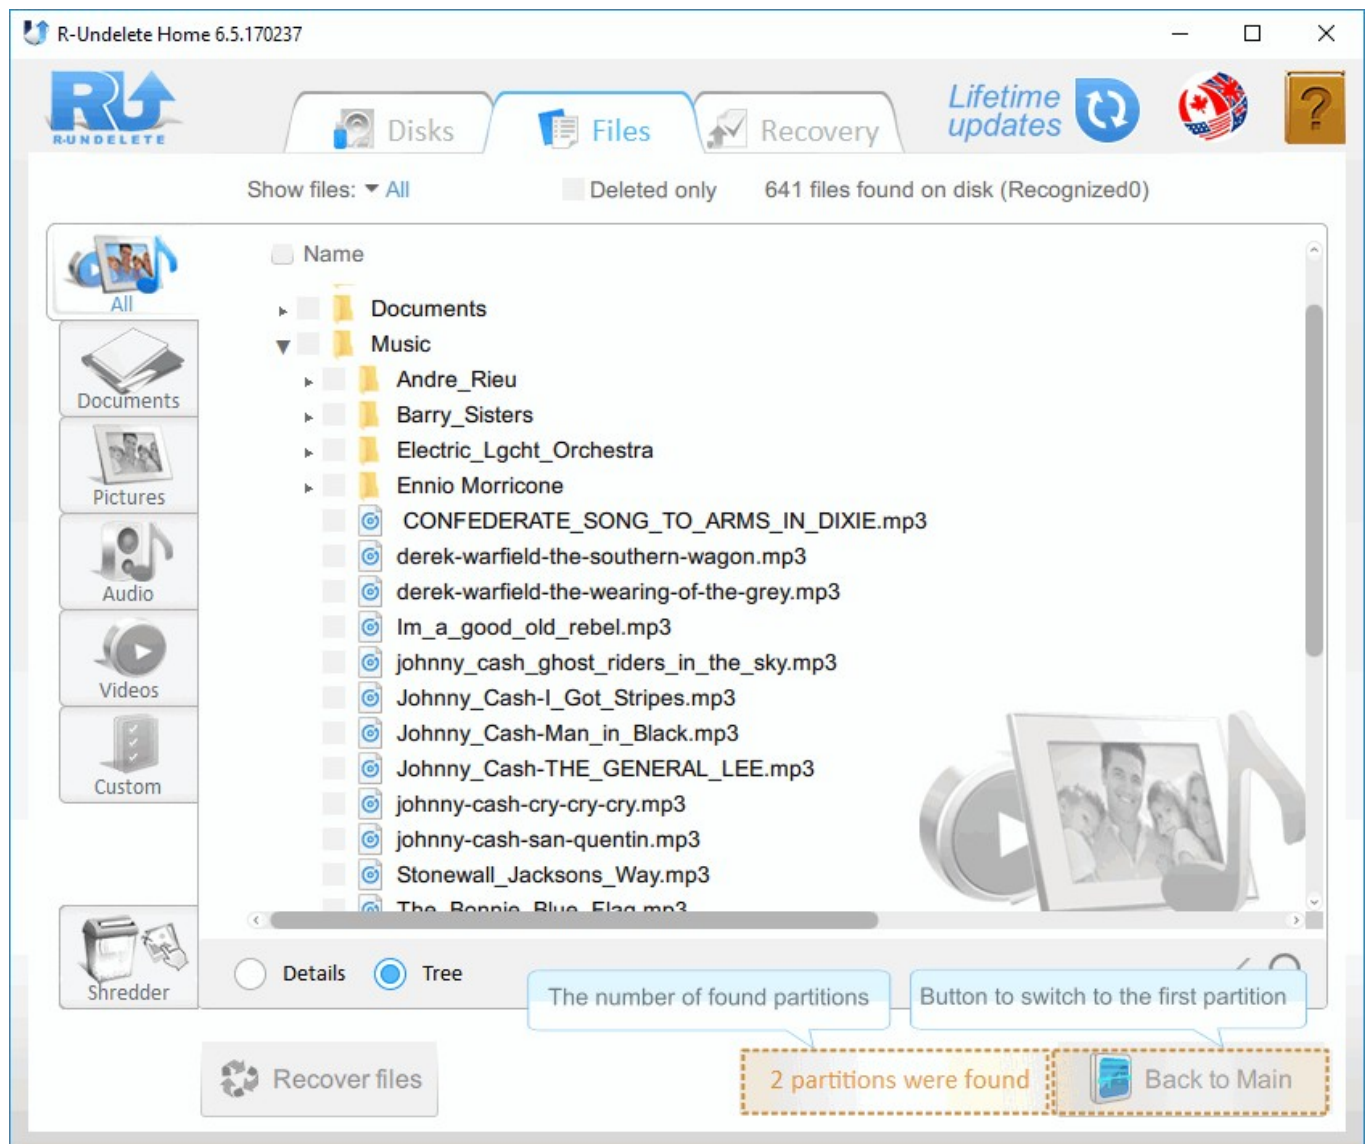 R-Undelete Home 6.5.170237
RU
R-UNDELETE
Disks
Files
Recovery
Lifetime
updates
?
Show files: All
Deleted only
641 files found on disk (Recognized0)
All
Documents
Pictures
Audio
Videos
Custom
Shredder
Name
Documents
Music
Andre_Rieu
Barry_Sisters
Electric_Lgcht_Orchestra
Ennio Morricone
CONFEDERATE_SONG_TO_ARMS_IN_DIXIE.mp3
derek-warfield-the-southern-wagon.mp3
derek-warfield-the-wearing-of-the-grey.mp3
Im_a_good_old_rebel.mp3
johnny_cash_ghost_riders_in_the_sky.mp3
Johnny_Cash-I_Got_Stripes.mp3
Johnny_Cash-Man_in_Black.mp3
Johnny_Cash-THE_GENERAL_LEE.mp3
johnny-cash-cry-cry-cry.mp3
johnny-cash-san-quentin.mp3
Stonewall_Jacksons_Way.mp3
The_Bonnie_Blue_Flag.mp3
Details
Tree
The number of found partitions
Button to switch to the first partition
Recover files
2 partitions were found
Back to Main